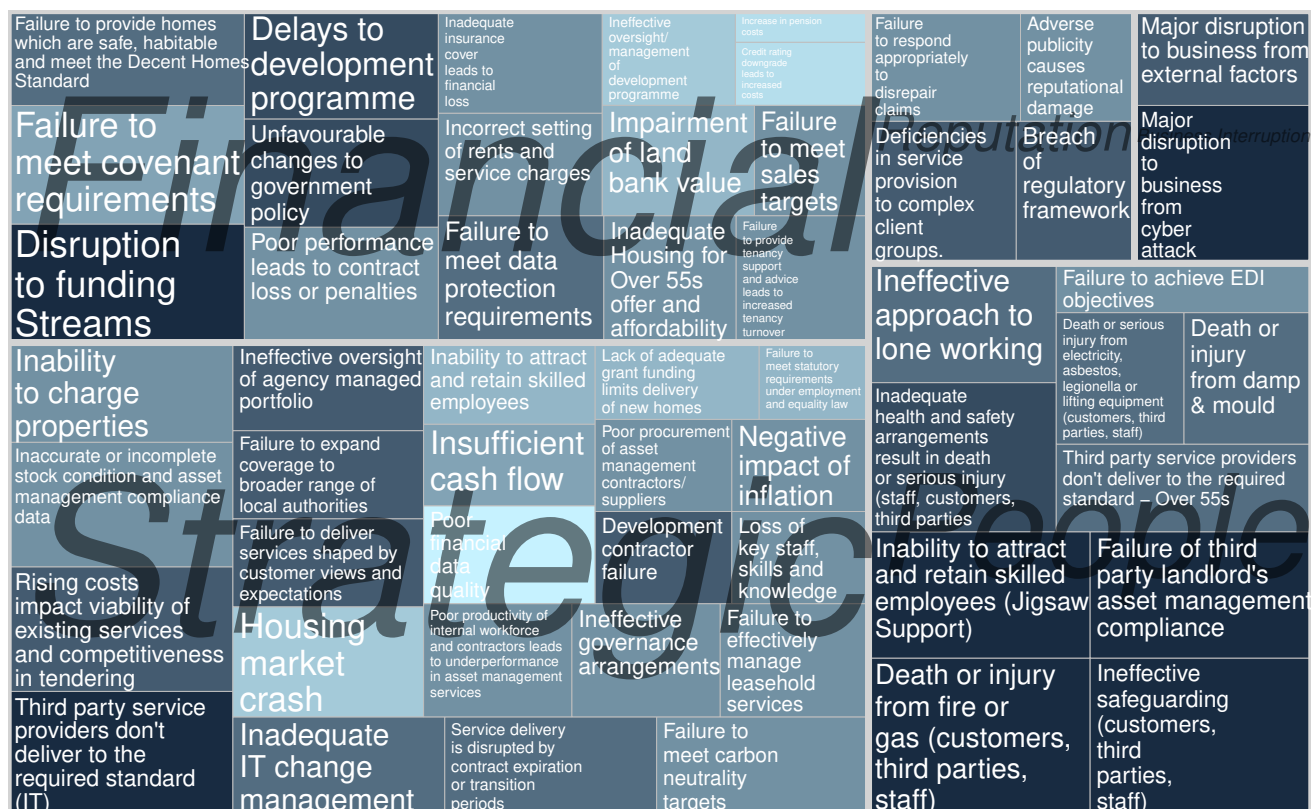 Failure to provide homes
which are safe, habitable
and meet the Decent Homes
Standard
Delays to
development
programme
Inadequate
insurance
cover
leads to
financial
loss
Ineffective
oversight/
management
of
development
programme
Increase in pension
costs
Credit rating
downgrade
leads to
increased
costs
Failure to
meet covenant
requirements
Unfavourable
changes to
government
policy
Incorrect setting
of rents and
service charges
Impairment
of land
bank value
Failure
to meet
sales
targets
Disruption
to funding
Streams
Poor performance
leads to contract
loss or penalties
Failure to
meet data
protection
requirements
Inadequate
Housing for
Over 55s
offer and
affordability
Failure
to provide
tenancy
support
and advice
leads to
increased
tenancy
turnover
Financial
Failure
to respond
appropriately
to
disrepair
claims
Adverse
publicity
causes
reputational
damage
Deficiencies
in service
provision
to complex
client
groups.
Breach
of
regulatory
framework
Reputation
Major disruption
to business from
external factors
Major
disruption
to
business
from
cyber
attack
Business Interruption
Inability
to charge
properties
Ineffective oversight
of agency managed
portfolio
Inability to attract
and retain skilled
employees
Lack of adequate
grant funding
limits delivery
of new homes
Failure to
meet statutory
requirements
under employment
and equality law
Inaccurate or incomplete
stock condition and asset
management compliance
data
Failure to expand
coverage to
broader range of
local authorities
Insufficient
cash flow
Poor procurement
of asset
management
contractors/
suppliers
Negative
impact of
inflation
Failure to deliver
services shaped by
customer views and
expectations
Poor
financial
data
quality
Development
contractor
failure
Loss of
key staff,
skills and
knowledge
Rising costs
impact viability of
existing services
and competitiveness
in tendering
Housing
market
crash
Poor productivity of
internal workforce
and contractors leads
to underperformance
in asset management
services
Ineffective
governance
arrangements
Failure to
effectively
manage
leasehold
services
Third party service
providers don't
deliver to the
required standard
(IT)
Inadequate
IT change
management
Service delivery
is disrupted by
contract expiration
or transition
periods
Failure to
meet carbon
neutrality
targets
Strategic
Ineffective
approach to
lone working
Failure to achieve EDI
objectives
Death or serious
injury from
electricity,
asbestos,
legionella or
lifting equipment
(customers, third
parties, staff)
Death or
injury
from damp
& mould
Inadequate
health and safety
arrangements
result in death
or serious injury
(staff, customers,
third parties
Third party service providers
don't deliver to the required
standard – Over 55s
Inability to attract
and retain skilled
employees (Jigsaw
Support)
Failure of third
party landlord's
asset management
compliance
Death or injury
from fire or
gas (customers,
third parties,
staff)
Ineffective
safeguarding
(customers,
third
parties,
staff)
People